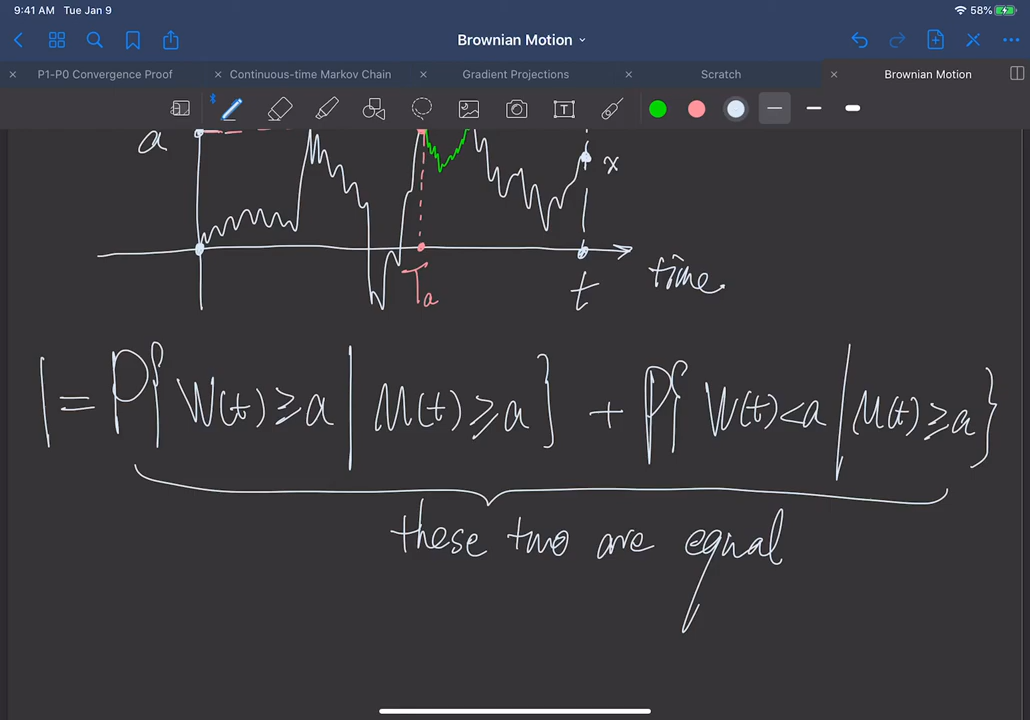 9:41 AM Tue Jan 9
58%
Brownian Motion
P1-P0 Convergence Proof
Continuous-time Markov Chain
Gradient Projections
Scratch
Brownian Motion
T
a
x
Tₐ
t
time
1 = P{ W(t) ≥ a | M(t) ≥ a } + P{ W(t) < a | M(t) ≥ a }
these two are equal